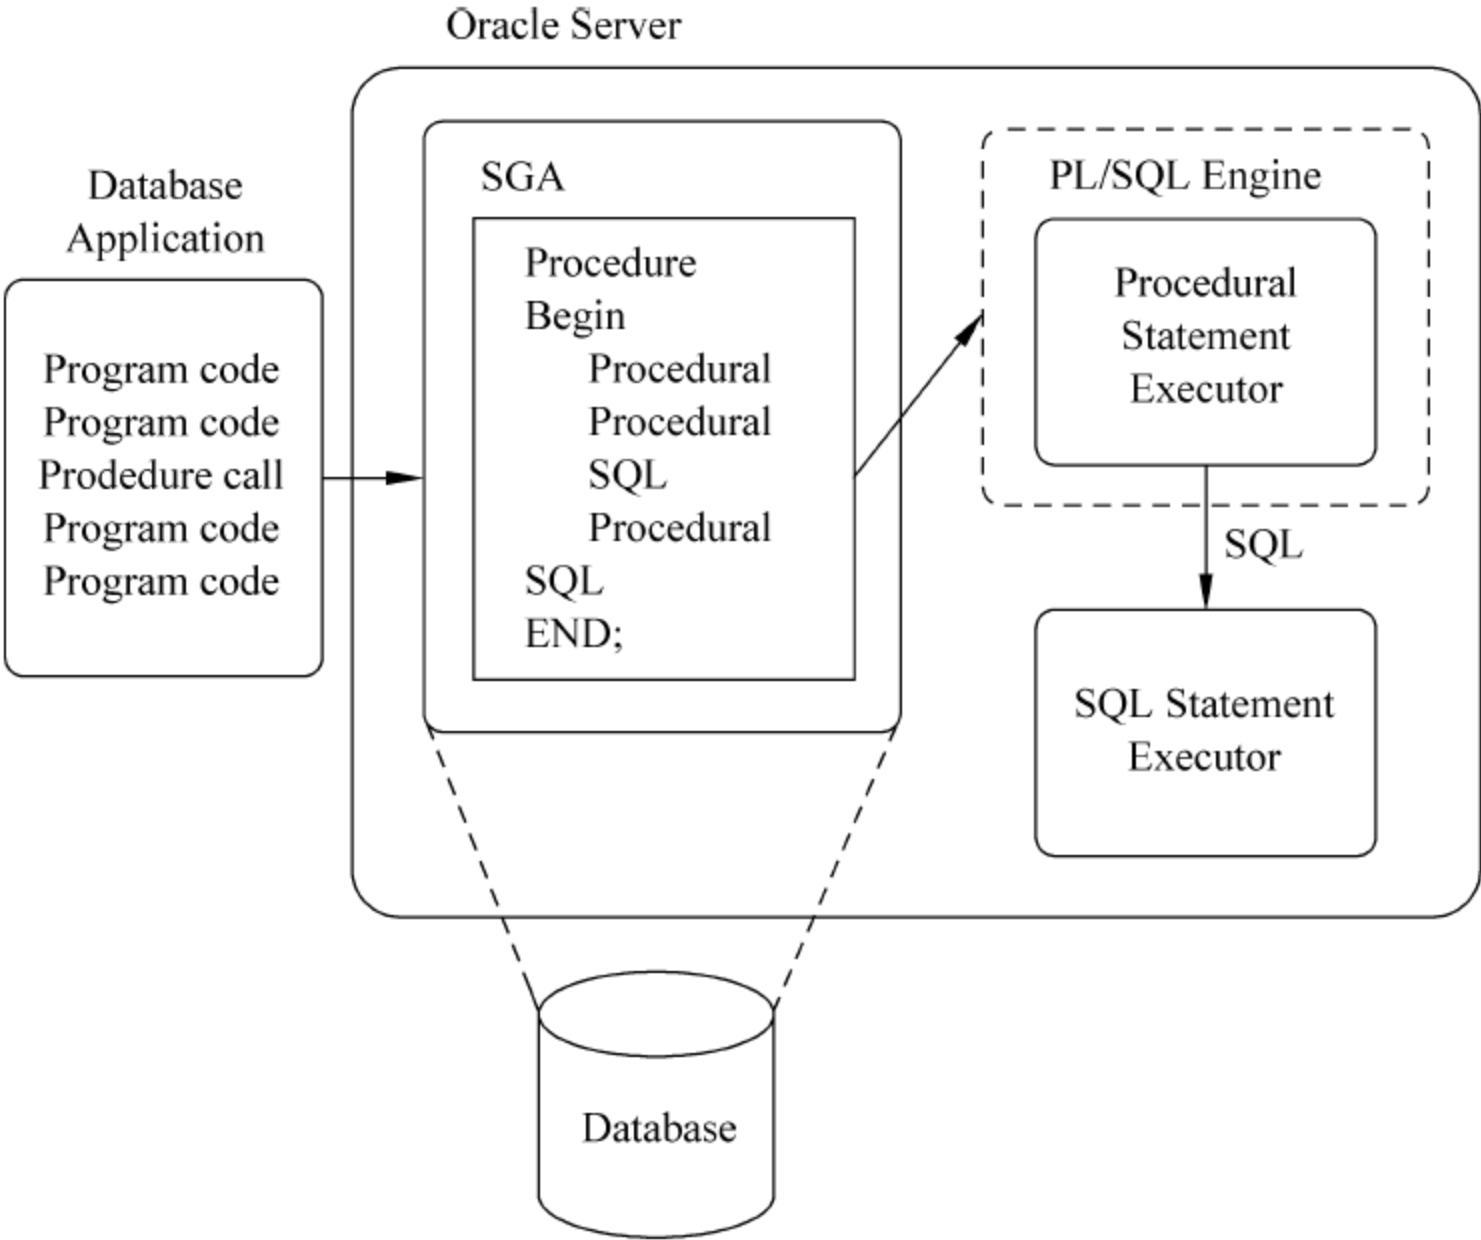 Oracle Server
Database
Application
Program code
Program code
Prodedure call
Program code
Program code
SGA
Procedure
Begin
Procedural
Procedural
SQL
Procedural
SQL
END;
PL/SQL Engine
Procedural
Statement
Executor
SQL
SQL Statement
Executor
Database